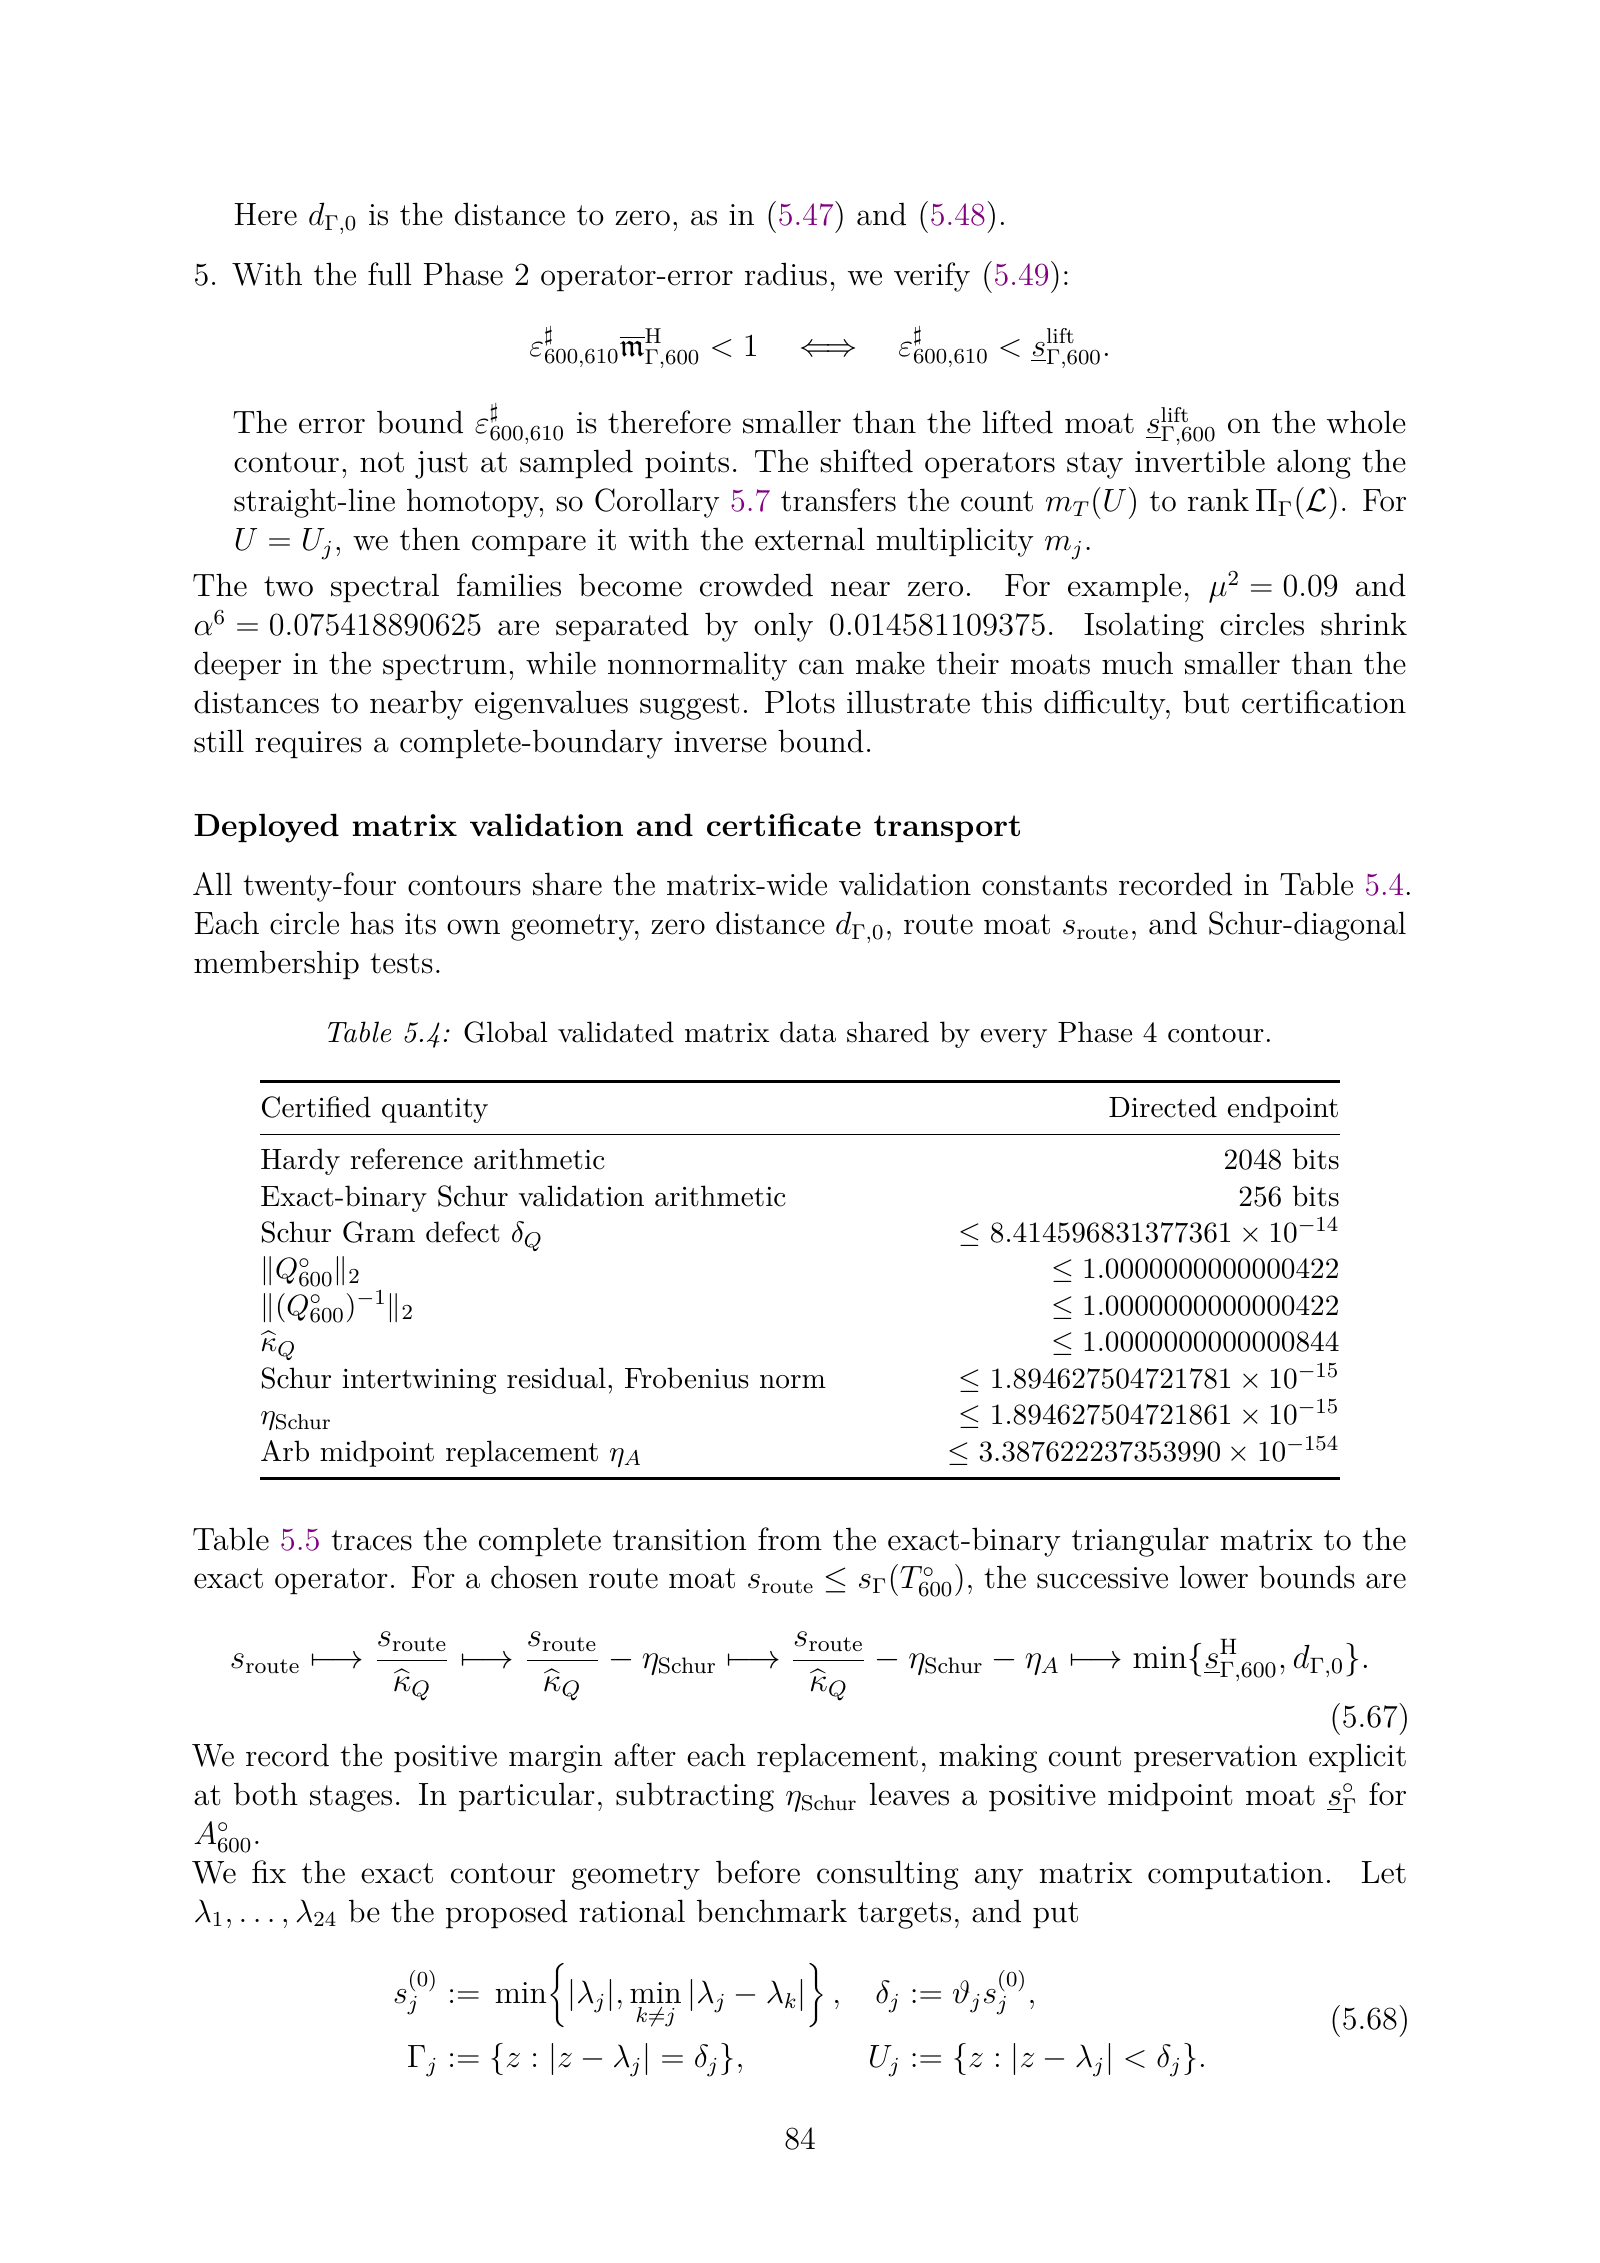 Here $d_{\Gamma,0}$ is the distance to zero, as in (5.47) and (5.48).
5. With the full Phase 2 operator-error radius, we verify (5.49):
$\varepsilon^{\sharp}_{600,610}\overline{\mathfrak{m}}^{\mathrm{H}}_{\Gamma,600} < 1 \iff \varepsilon^{\sharp}_{600,610} < \underline{s}^{\mathrm{lift}}_{\Gamma,600}.$
The error bound $\varepsilon^{\sharp}_{600,610}$ is therefore smaller than the lifted moat $\underline{s}^{\mathrm{lift}}_{\Gamma,600}$ on the whole
contour, not just at sampled points. The shifted operators stay invertible along the
straight-line homotopy, so Corollary 5.7 transfers the count $m_T(U)$ to rank $\Pi_\Gamma(\mathcal{L})$. For
$U = U_j$, we then compare it with the external multiplicity $m_j$.
The two spectral families become crowded near zero. For example, $\mu^2 = 0.09$ and
$\alpha^6 = 0.075418890625$ are separated by only 0.014581109375. Isolating circles shrink
deeper in the spectrum, while nonnormality can make their moats much smaller than the
distances to nearby eigenvalues suggest. Plots illustrate this difficulty, but certification
still requires a complete-boundary inverse bound.
Deployed matrix validation and certificate transport
All twenty-four contours share the matrix-wide validation constants recorded in Table 5.4.
Each circle has its own geometry, zero distance $d_{\Gamma,0}$, route moat $s_{\mathrm{route}}$, and Schur-diagonal
membership tests.
Table 5.4: Global validated matrix data shared by every Phase 4 contour.
Certified quantity Directed endpoint
Hardy reference arithmetic 2048 bits
Exact-binary Schur validation arithmetic 256 bits
Schur Gram defect $\delta_Q$ $\leq 8.414596831377361 \times 10^{-14}$
$\|Q^{\circ}_{600}\|_2$ $\leq 1.0000000000000422$
$\|(Q^{\circ}_{600})^{-1}\|_2$ $\leq 1.0000000000000422$
$\widehat{\kappa}_Q$ $\leq 1.0000000000000844$
Schur intertwining residual, Frobenius norm $\leq 1.894627504721781 \times 10^{-15}$
$\eta_{\mathrm{Schur}}$ $\leq 1.894627504721861 \times 10^{-15}$
Arb midpoint replacement $\eta_A$ $\leq 3.387622237353990 \times 10^{-154}$
Table 5.5 traces the complete transition from the exact-binary triangular matrix to the
exact operator. For a chosen route moat $s_{\mathrm{route}} \leq s_\Gamma(T^{\circ}_{600})$, the successive lower bounds are
$s_{\mathrm{route}} \longmapsto \frac{s_{\mathrm{route}}}{\widehat{\kappa}_Q} \longmapsto \frac{s_{\mathrm{route}}}{\widehat{\kappa}_Q} - \eta_{\mathrm{Schur}} \longmapsto \frac{s_{\mathrm{route}}}{\widehat{\kappa}_Q} - \eta_{\mathrm{Schur}} - \eta_A \longmapsto \min\{\underline{s}^{\mathrm{H}}_{\Gamma,600}, d_{\Gamma,0}\}.$
(5.67)
We record the positive margin after each replacement, making count preservation explicit
at both stages. In particular, subtracting $\eta_{\mathrm{Schur}}$ leaves a positive midpoint moat $\underline{s}^{\circ}_{\Gamma}$ for
$A^{\circ}_{600}$.
We fix the exact contour geometry before consulting any matrix computation. Let
$\lambda_1, \ldots, \lambda_{24}$ be the proposed rational benchmark targets, and put
$s^{(0)}_j := \min\left\{|\lambda_j|, \min_{k \neq j} |\lambda_j - \lambda_k|\right\}, \quad \delta_j := \vartheta_j s^{(0)}_j,$
(5.68)
$\Gamma_j := \{z : |z - \lambda_j| = \delta_j\}, \quad U_j := \{z : |z - \lambda_j| < \delta_j\}.$
84